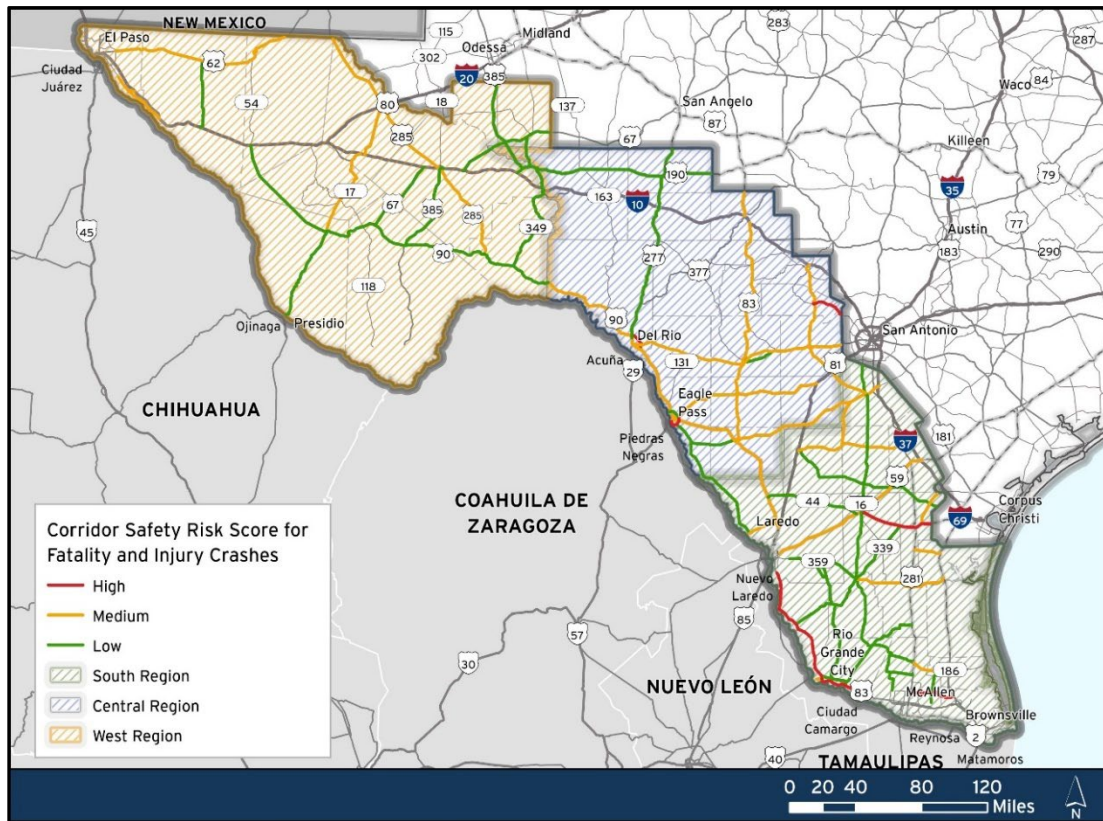 NEW MEXICO
El Paso
Ciudad
Juárez
62
54
115
302
Odessa
Midland
20
385
18
80
285
137
283
287
San Angelo
87
67
Waco
84
Killeen
79
35
Austin
183
77
290
17
67
385
285
349
90
118
163
10
190
277
377
83
45
Ojinaga
Presidio
90
Del Rio
Acuña
29
131
81
San Antonio
Eagle
Pass
Piedras
Negras
CHIHUAHUA
COAHUILA DE
ZARAGOZA
37
181
59
Corpus
Christi
69
44
16
Laredo
359
339
281
Nuevo
Laredo
85
57
30
Rio
Grande
City
186
NUEVO LEÓN
83
McAllen
Ciudad
Camargo
Brownsville
Reynosa
2
40
TAMAULIPAS
Matamoros
Corridor Safety Risk Score for
Fatality and Injury Crashes
High
Medium
Low
South Region
Central Region
West Region
0 20 40 80 120
Miles
N